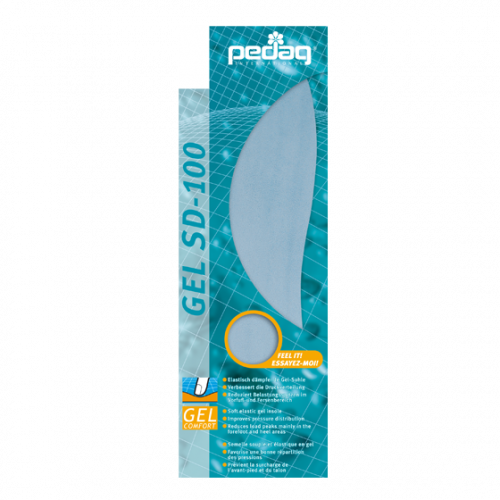 pedag
INTERNATIONAL
GEL SD-100
FEEL IT!
ESSAYEZ-MOI!
GEL
COMFORT
Elastisch dämpfende Gel-Sohle
Verbessert die Druckverteilung
Reduziert Belastungsspitzen im
Vorfuß- und Fersenbereich
Soft elastic gel insole
Improves pressure distribution
Reduces load peaks mainly in the
forefoot and heel areas
Semelle souple et élastique en gel
Favorise une bonne répartition
des pressions
Prévient la surcharge de
l'avant-pied et du talon